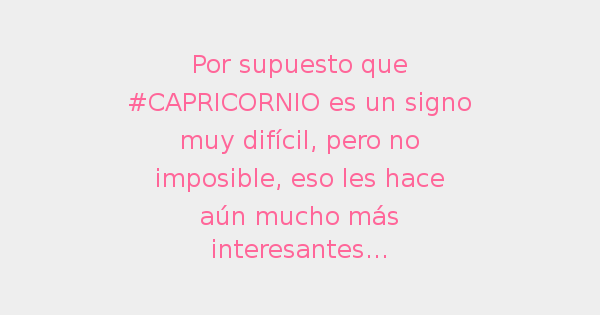 Por supuesto que
#CAPRICORNIO es un signo
muy difícil, pero no
imposible, eso les hace
aún mucho más
interesantes...